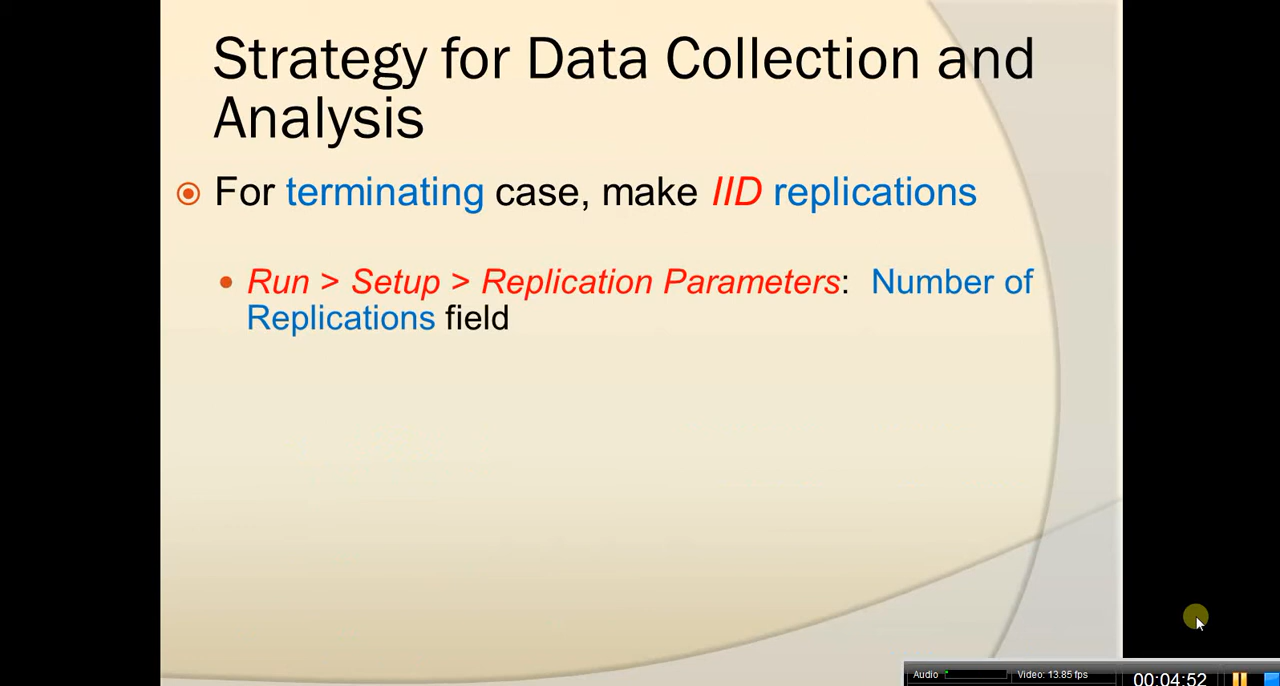 Strategy for Data Collection and
Analysis
For terminating case, make IID replications
Run > Setup > Replication Parameters: Number of
Replications field
Audio
Video: 13.85 fps
00:04:52